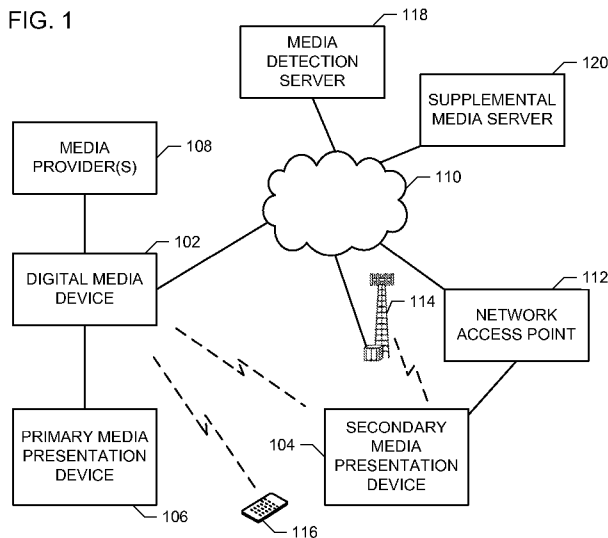 FIG. 1
MEDIA
DETECTION
SERVER
118
SUPPLEMENTAL
MEDIA SERVER
120
MEDIA
PROVIDER(S)
108
110
DIGITAL MEDIA
DEVICE
102
114
NETWORK
ACCESS POINT
112
PRIMARY MEDIA
PRESENTATION
DEVICE
106
104
SECONDARY
MEDIA
PRESENTATION
DEVICE
116